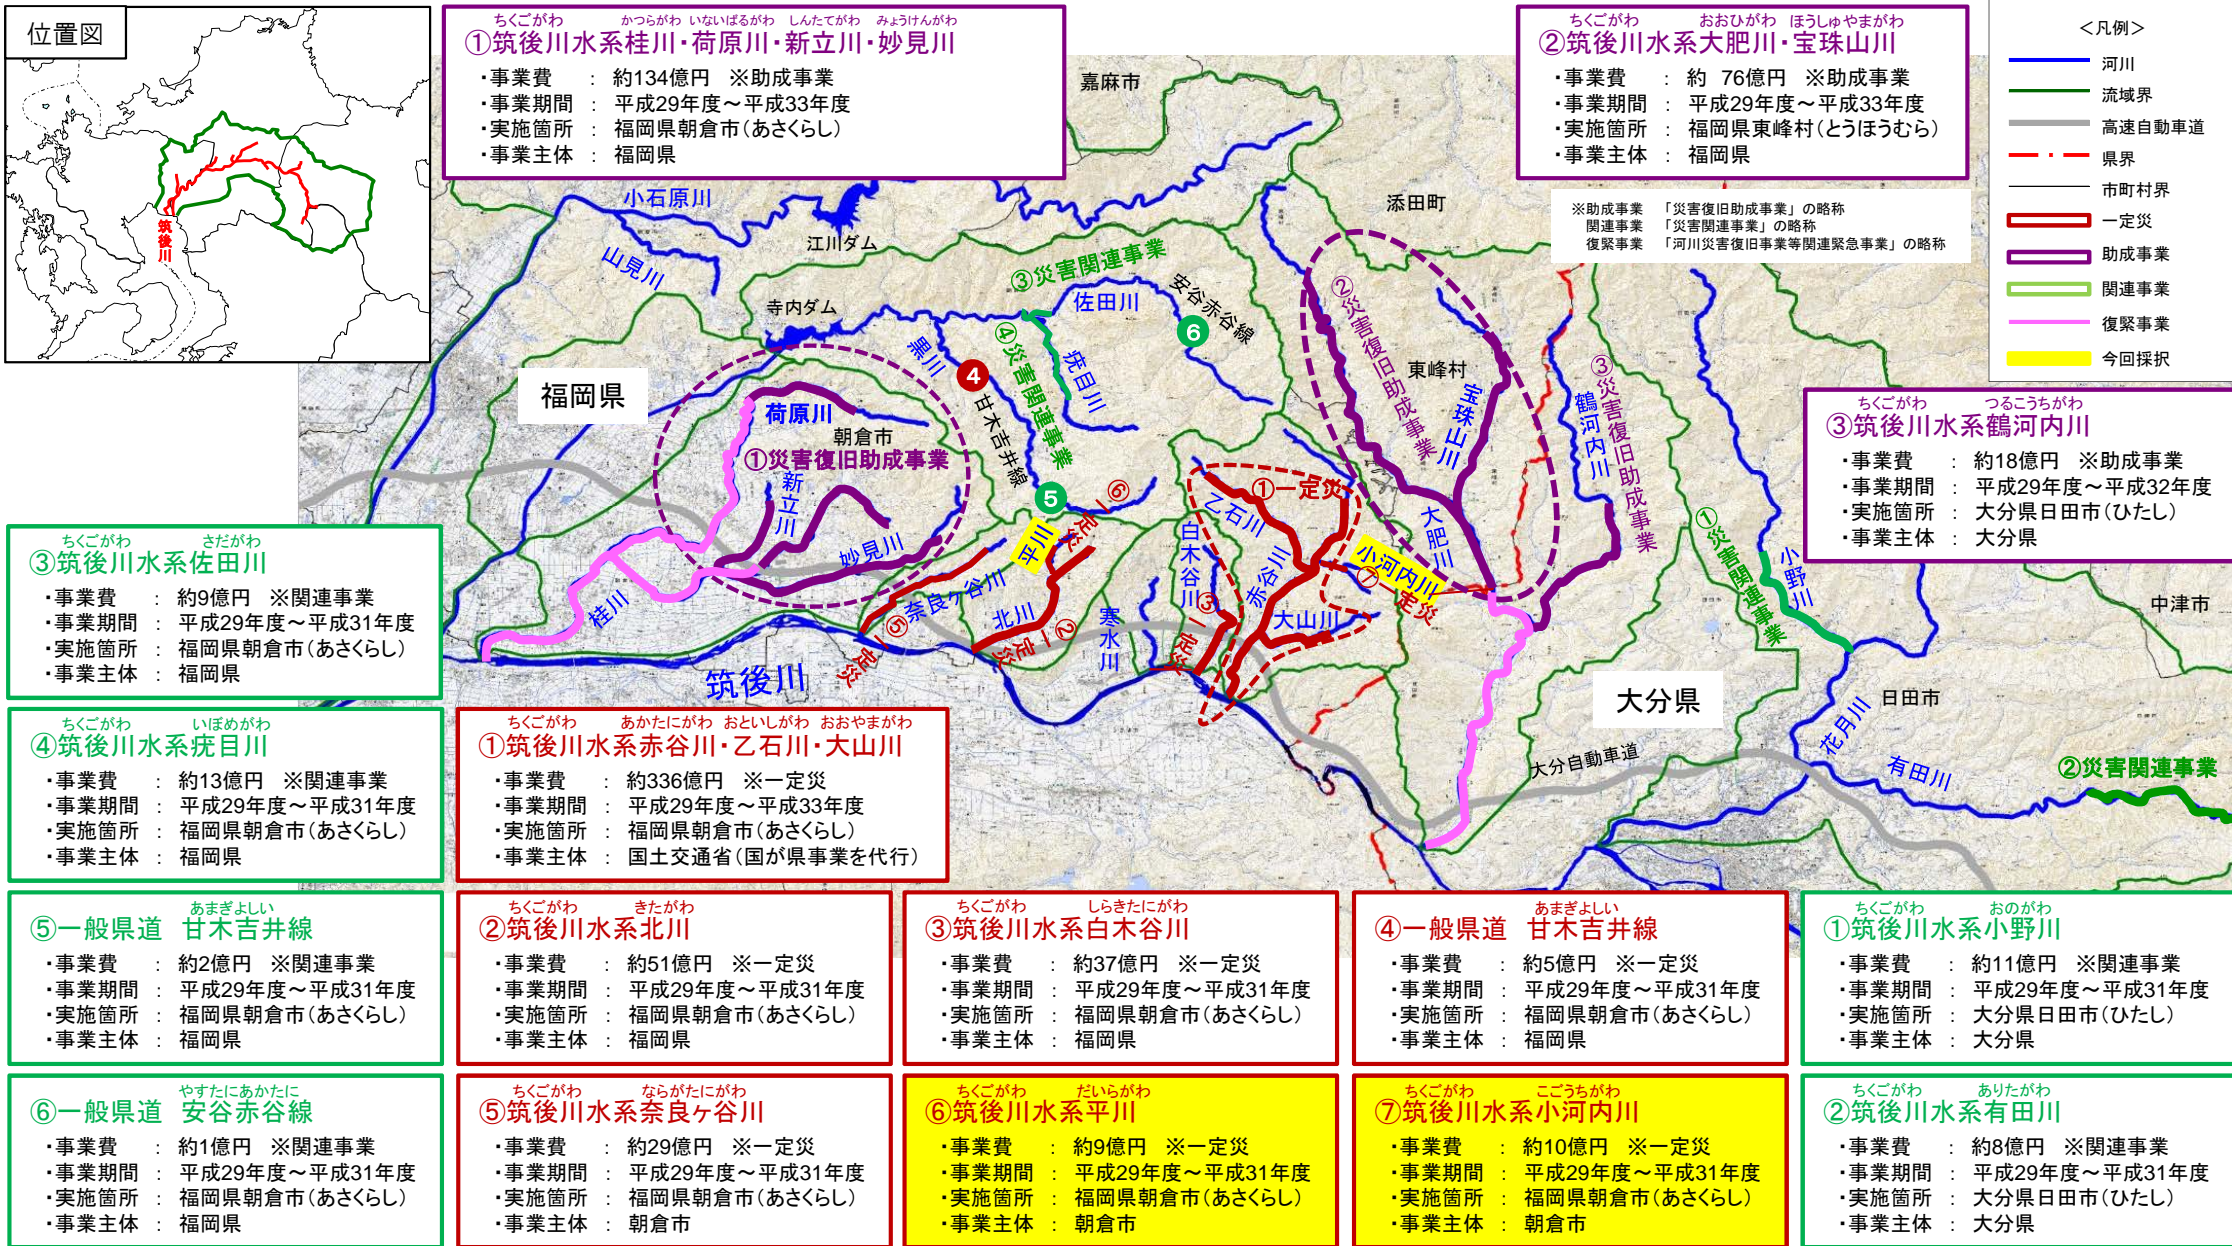 位置図
筑後川
ちくごがわ かつらがわ いないばるがわ しんたてがわ みょうけんがわ
①筑後川水系桂川・荷原川・新立川・妙見川
・事業費 : 約134億円 ※助成事業
・事業期間 : 平成29年度～平成33年度
・実施箇所 : 福岡県朝倉市(あさくらし)
・事業主体 : 福岡県
ちくごがわ おおひがわ ほうしゅやまがわ
②筑後川水系大肥川・宝珠山川
・事業費 : 約 76億円 ※助成事業
・事業期間 : 平成29年度～平成33年度
・実施箇所 : 福岡県東峰村(とうほうむら)
・事業主体 : 福岡県
＜凡例＞
河川
流域界
高速自動車道
県界
市町村界
一定災
助成事業
関連事業
復緊事業
今回採択
※助成事業 「災害復旧助成事業」の略称
関連事業 「災害関連事業」の略称
復緊事業 「河川災害復旧事業等関連緊急事業」の略称
嘉麻市
添田町
小石原川
江川ダム
山見川
③災害関連事業
佐田川
安谷赤谷線
⑥
寺内ダム
黒川
④災害関連事業
疣目川
④
甘木吉井線
⑤
福岡県
荷原川
朝倉市
①災害復旧助成事業
新立川
妙見川
桂川
筑後川
奈良ヶ谷川
⑤一定災
平川
⑥一定災
北川
②一定災
寒水川
白木谷川
③一定災
①一定災
乙石川
赤谷川
大山川
小河内川
⑦一定災
②災害復旧助成事業
東峰村
宝珠山川
大肥川
鶴河内川
③災害復旧助成事業
①災害関連事業
小野川
中津市
大分県
日田市
花月川
有田川
②災害関連事業
大分自動車道
ちくごがわ つるこうちがわ
③筑後川水系鶴河内川
・事業費 : 約18億円 ※助成事業
・事業期間 : 平成29年度～平成32年度
・実施箇所 : 大分県日田市(ひたし)
・事業主体 : 大分県
ちくごがわ さだがわ
③筑後川水系佐田川
・事業費 : 約9億円 ※関連事業
・事業期間 : 平成29年度～平成31年度
・実施箇所 : 福岡県朝倉市(あさくらし)
・事業主体 : 福岡県
ちくごがわ いぼめがわ
④筑後川水系疣目川
・事業費 : 約13億円 ※関連事業
・事業期間 : 平成29年度～平成31年度
・実施箇所 : 福岡県朝倉市(あさくらし)
・事業主体 : 福岡県
ちくごがわ あかたにがわ おといしがわ おおやまがわ
①筑後川水系赤谷川・乙石川・大山川
・事業費 : 約336億円 ※一定災
・事業期間 : 平成29年度～平成33年度
・実施箇所 : 福岡県朝倉市(あさくらし)
・事業主体 : 国土交通省(国が県事業を代行)
あまぎよしい
⑤一般県道 甘木吉井線
・事業費 : 約2億円 ※関連事業
・事業期間 : 平成29年度～平成31年度
・実施箇所 : 福岡県朝倉市(あさくらし)
・事業主体 : 福岡県
ちくごがわ きたがわ
②筑後川水系北川
・事業費 : 約51億円 ※一定災
・事業期間 : 平成29年度～平成31年度
・実施箇所 : 福岡県朝倉市(あさくらし)
・事業主体 : 福岡県
ちくごがわ しらきたにがわ
③筑後川水系白木谷川
・事業費 : 約37億円 ※一定災
・事業期間 : 平成29年度～平成31年度
・実施箇所 : 福岡県朝倉市(あさくらし)
・事業主体 : 福岡県
あまぎよしい
④一般県道 甘木吉井線
・事業費 : 約5億円 ※一定災
・事業期間 : 平成29年度～平成31年度
・実施箇所 : 福岡県朝倉市(あさくらし)
・事業主体 : 福岡県
ちくごがわ おのがわ
①筑後川水系小野川
・事業費 : 約11億円 ※関連事業
・事業期間 : 平成29年度～平成31年度
・実施箇所 : 大分県日田市(ひたし)
・事業主体 : 大分県
やすたにあかたに
⑥一般県道 安谷赤谷線
・事業費 : 約1億円 ※関連事業
・事業期間 : 平成29年度～平成31年度
・実施箇所 : 福岡県朝倉市(あさくらし)
・事業主体 : 福岡県
ちくごがわ ならがたにがわ
⑤筑後川水系奈良ヶ谷川
・事業費 : 約29億円 ※一定災
・事業期間 : 平成29年度～平成31年度
・実施箇所 : 福岡県朝倉市(あさくらし)
・事業主体 : 朝倉市
ちくごがわ だいらがわ
⑥筑後川水系平川
・事業費 : 約9億円 ※一定災
・事業期間 : 平成29年度～平成31年度
・実施箇所 : 福岡県朝倉市(あさくらし)
・事業主体 : 朝倉市
ちくごがわ こごうちがわ
⑦筑後川水系小河内川
・事業費 : 約10億円 ※一定災
・事業期間 : 平成29年度～平成31年度
・実施箇所 : 福岡県朝倉市(あさくらし)
・事業主体 : 朝倉市
ちくごがわ ありたがわ
②筑後川水系有田川
・事業費 : 約8億円 ※関連事業
・事業期間 : 平成29年度～平成31年度
・実施箇所 : 大分県日田市(ひたし)
・事業主体 : 大分県